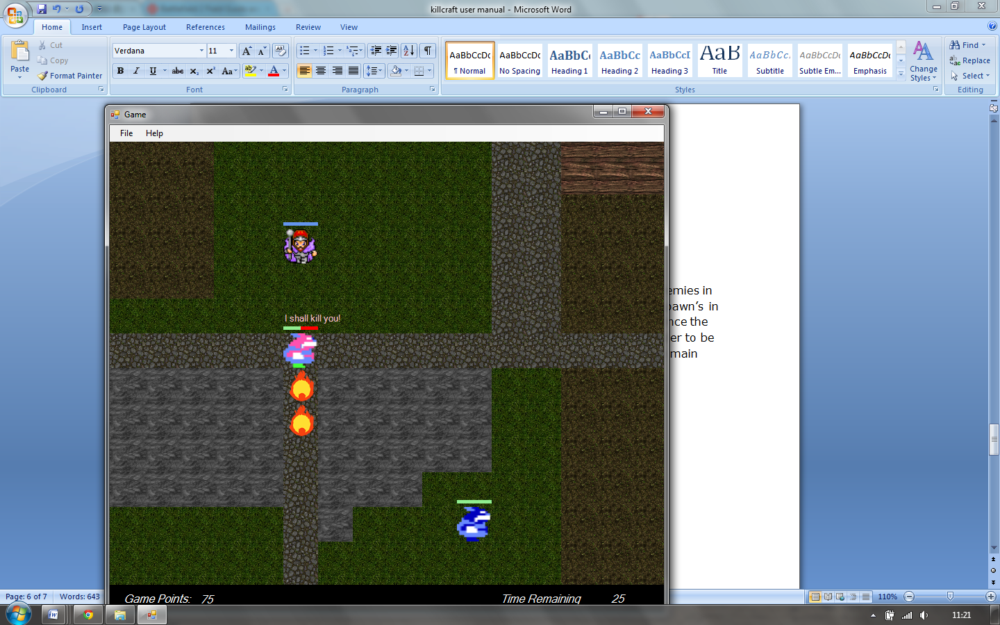 killcraft user manual - Microsoft Word
Home Insert Page Layout References Mailings Review View
Paste
Cut
Copy
Format Painter
Clipboard
Verdana 11
B I U abc x₂ x² Aa
Font
Paragraph
AaBbCcDc AaBbCcDc AaBbC AaBbCc AaBbCcI AaB AaBbCc. AaBbCcDc AaBbCcDc
¶ Normal No Spacing Heading 1 Heading 2 Heading 3 Title Subtitle Subtle Em... Emphasis
Change Styles
Styles
Find
Replace
Select
Editing
Game
File Help
emies in
pawn's in
nce the
er to be
main
I shall kill you!
Game Points: 75
Time Remaining 25
Page: 6 of 7 Words: 643
110%
11:21